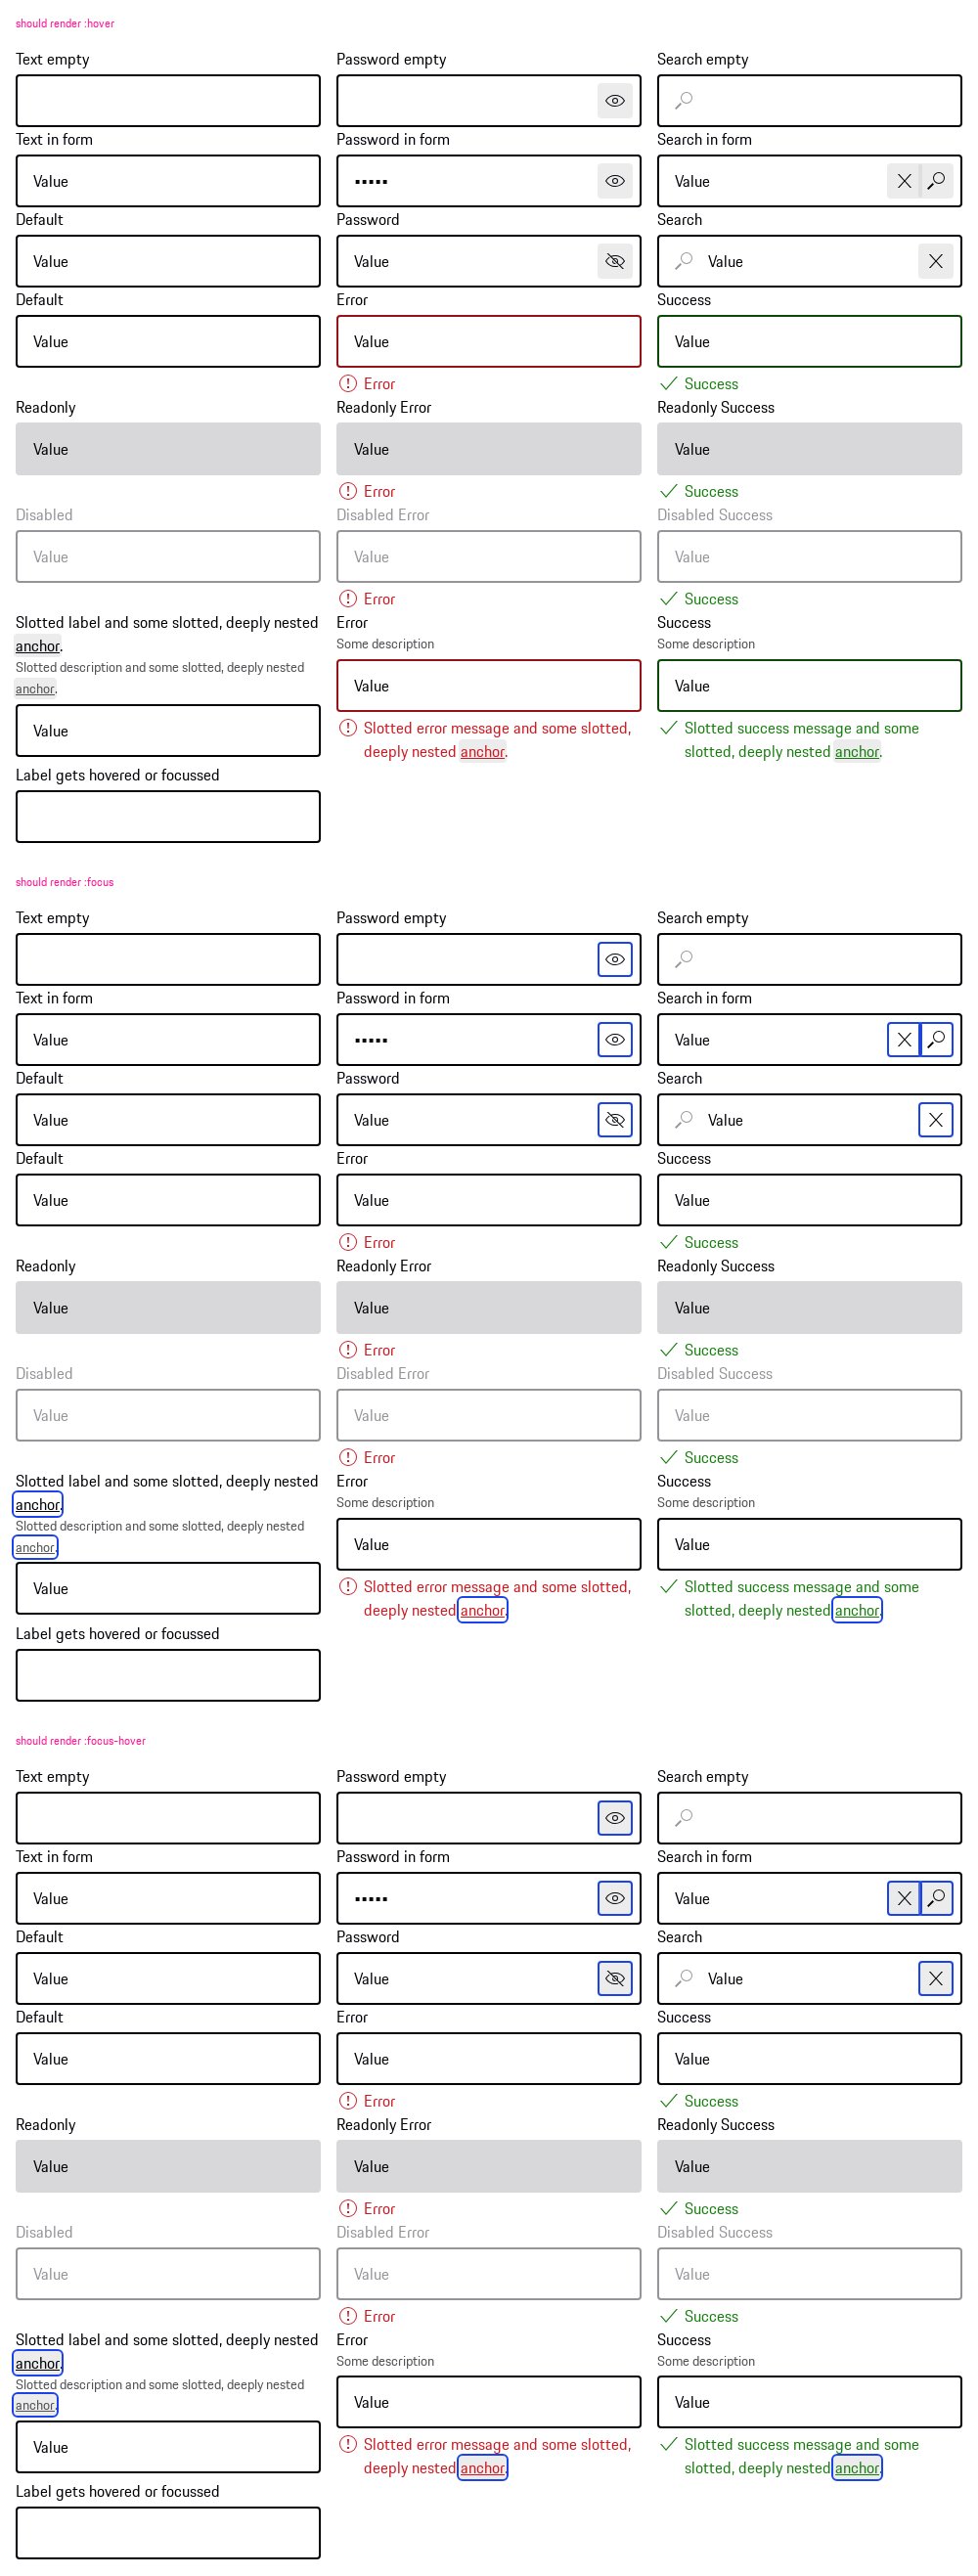 should render :hover
Text empty
Password empty
Search empty
Text in form
Password in form
Search in form
Value
•••••
Value
Default
Password
Search
Value
Value
Value
Default
Error
Success
Value
Value
Value
Error
Success
Readonly
Readonly Error
Readonly Success
Value
Value
Value
Error
Success
Disabled
Disabled Error
Disabled Success
Value
Value
Value
Error
Success
Slotted label and some slotted, deeply nested
anchor.
Slotted description and some slotted, deeply nested
anchor.
Value
Error
Some description
Value
Slotted error message and some slotted,
deeply nested anchor.
Success
Some description
Value
Slotted success message and some
slotted, deeply nested anchor.
Label gets hovered or focussed
should render :focus
Text empty
Password empty
Search empty
Text in form
Password in form
Search in form
Value
•••••
Value
Default
Password
Search
Value
Value
Value
Default
Error
Success
Value
Value
Value
Error
Success
Readonly
Readonly Error
Readonly Success
Value
Value
Value
Error
Success
Disabled
Disabled Error
Disabled Success
Value
Value
Value
Error
Success
Slotted label and some slotted, deeply nested
anchor.
Slotted description and some slotted, deeply nested
anchor.
Value
Error
Some description
Value
Slotted error message and some slotted,
deeply nested anchor.
Success
Some description
Value
Slotted success message and some
slotted, deeply nested anchor.
Label gets hovered or focussed
should render :focus-hover
Text empty
Password empty
Search empty
Text in form
Password in form
Search in form
Value
•••••
Value
Default
Password
Search
Value
Value
Value
Default
Error
Success
Value
Value
Value
Error
Success
Readonly
Readonly Error
Readonly Success
Value
Value
Value
Error
Success
Disabled
Disabled Error
Disabled Success
Value
Value
Value
Error
Success
Slotted label and some slotted, deeply nested
anchor.
Slotted description and some slotted, deeply nested
anchor.
Value
Error
Some description
Value
Slotted error message and some slotted,
deeply nested anchor.
Success
Some description
Value
Slotted success message and some
slotted, deeply nested anchor.
Label gets hovered or focussed